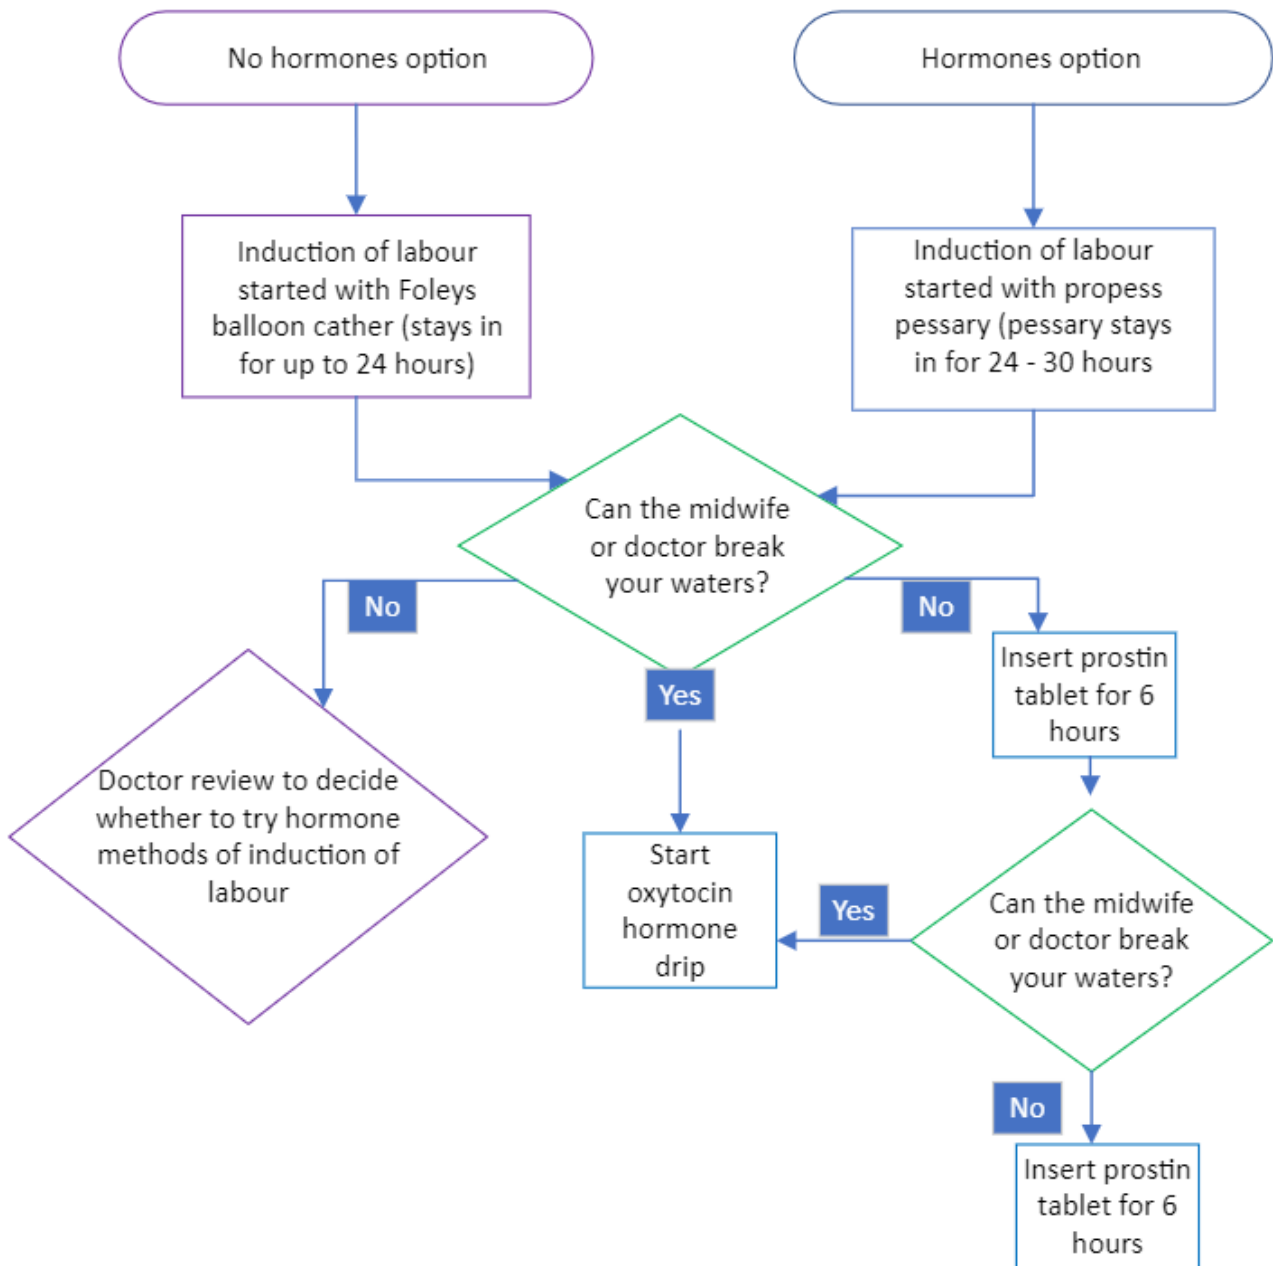 No hormones option
Hormones option
Induction of labour
started with Foleys
balloon cather (stays in
for up to 24 hours)
Induction of labour
started with propess
pessary (pessary stays
in for 24 - 30 hours
Can the midwife
or doctor break
your waters?
No
No
Yes
Insert prostin
tablet for 6
hours
Doctor review to decide
whether to try hormone
methods of induction of
labour
Start
oxytocin
hormone
drip
Yes
Can the midwife
or doctor break
your waters?
No
Insert prostin
tablet for 6
hours